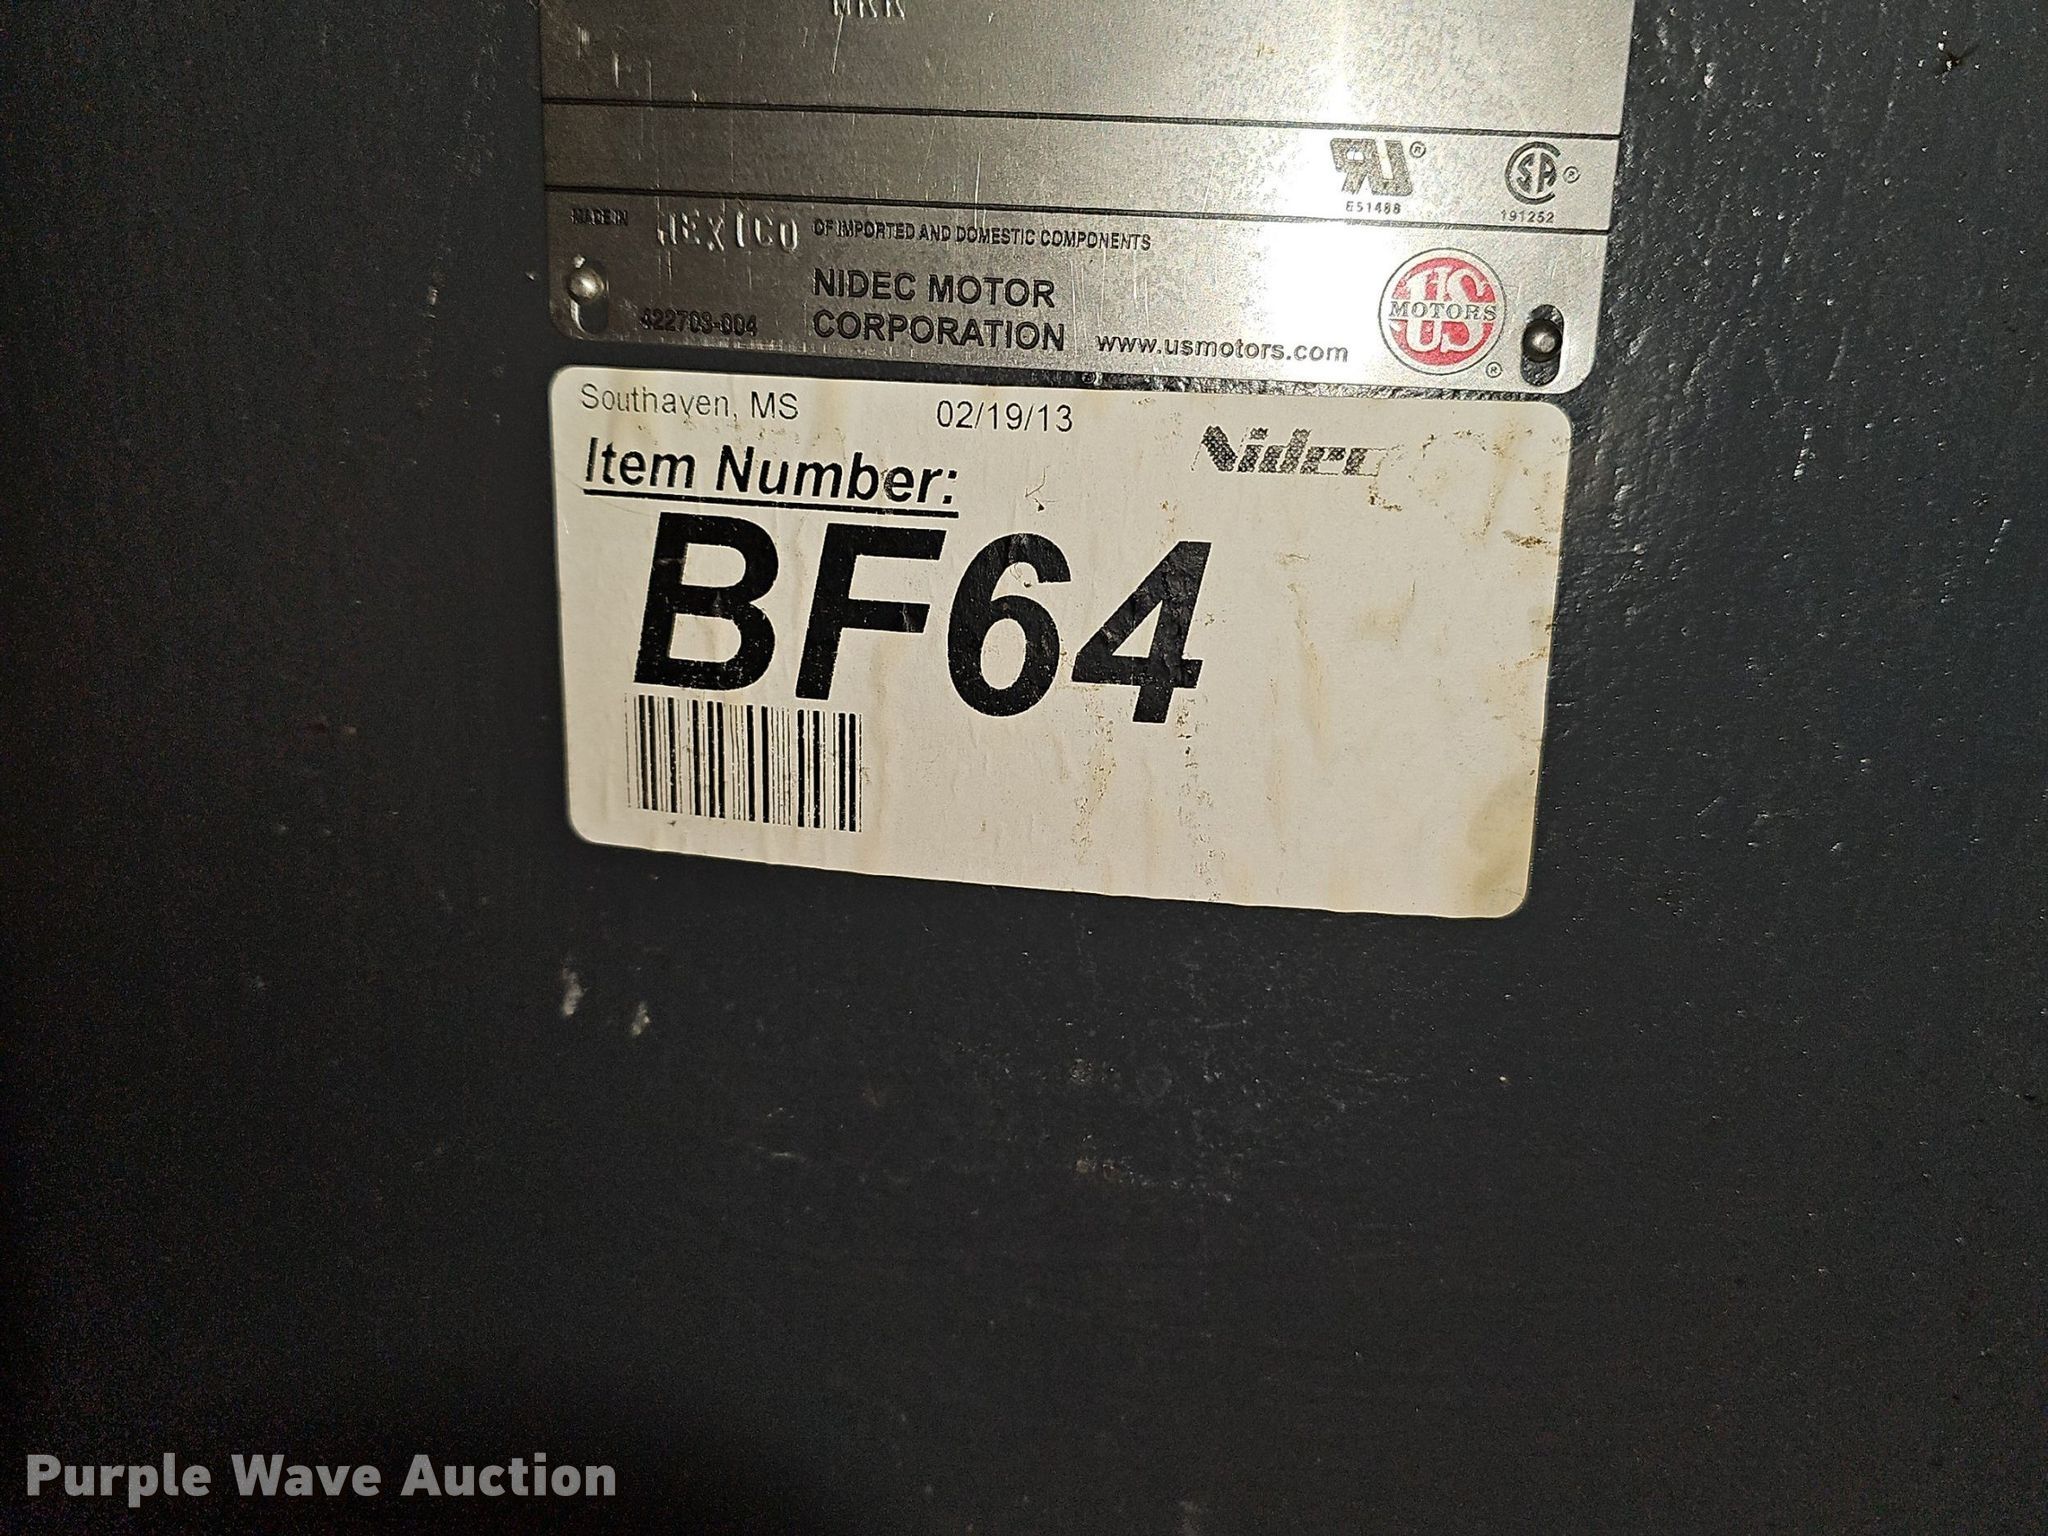 E51488
191252
MADE IN MEXICO OF IMPORTED AND DOMESTIC COMPONENTS
NIDEC MOTOR
CORPORATION
422703-004
www.usmotors.com
US
MOTORS
Southaven, MS 02/19/13
Nidec
Item Number:
BF64
Purple Wave Auction